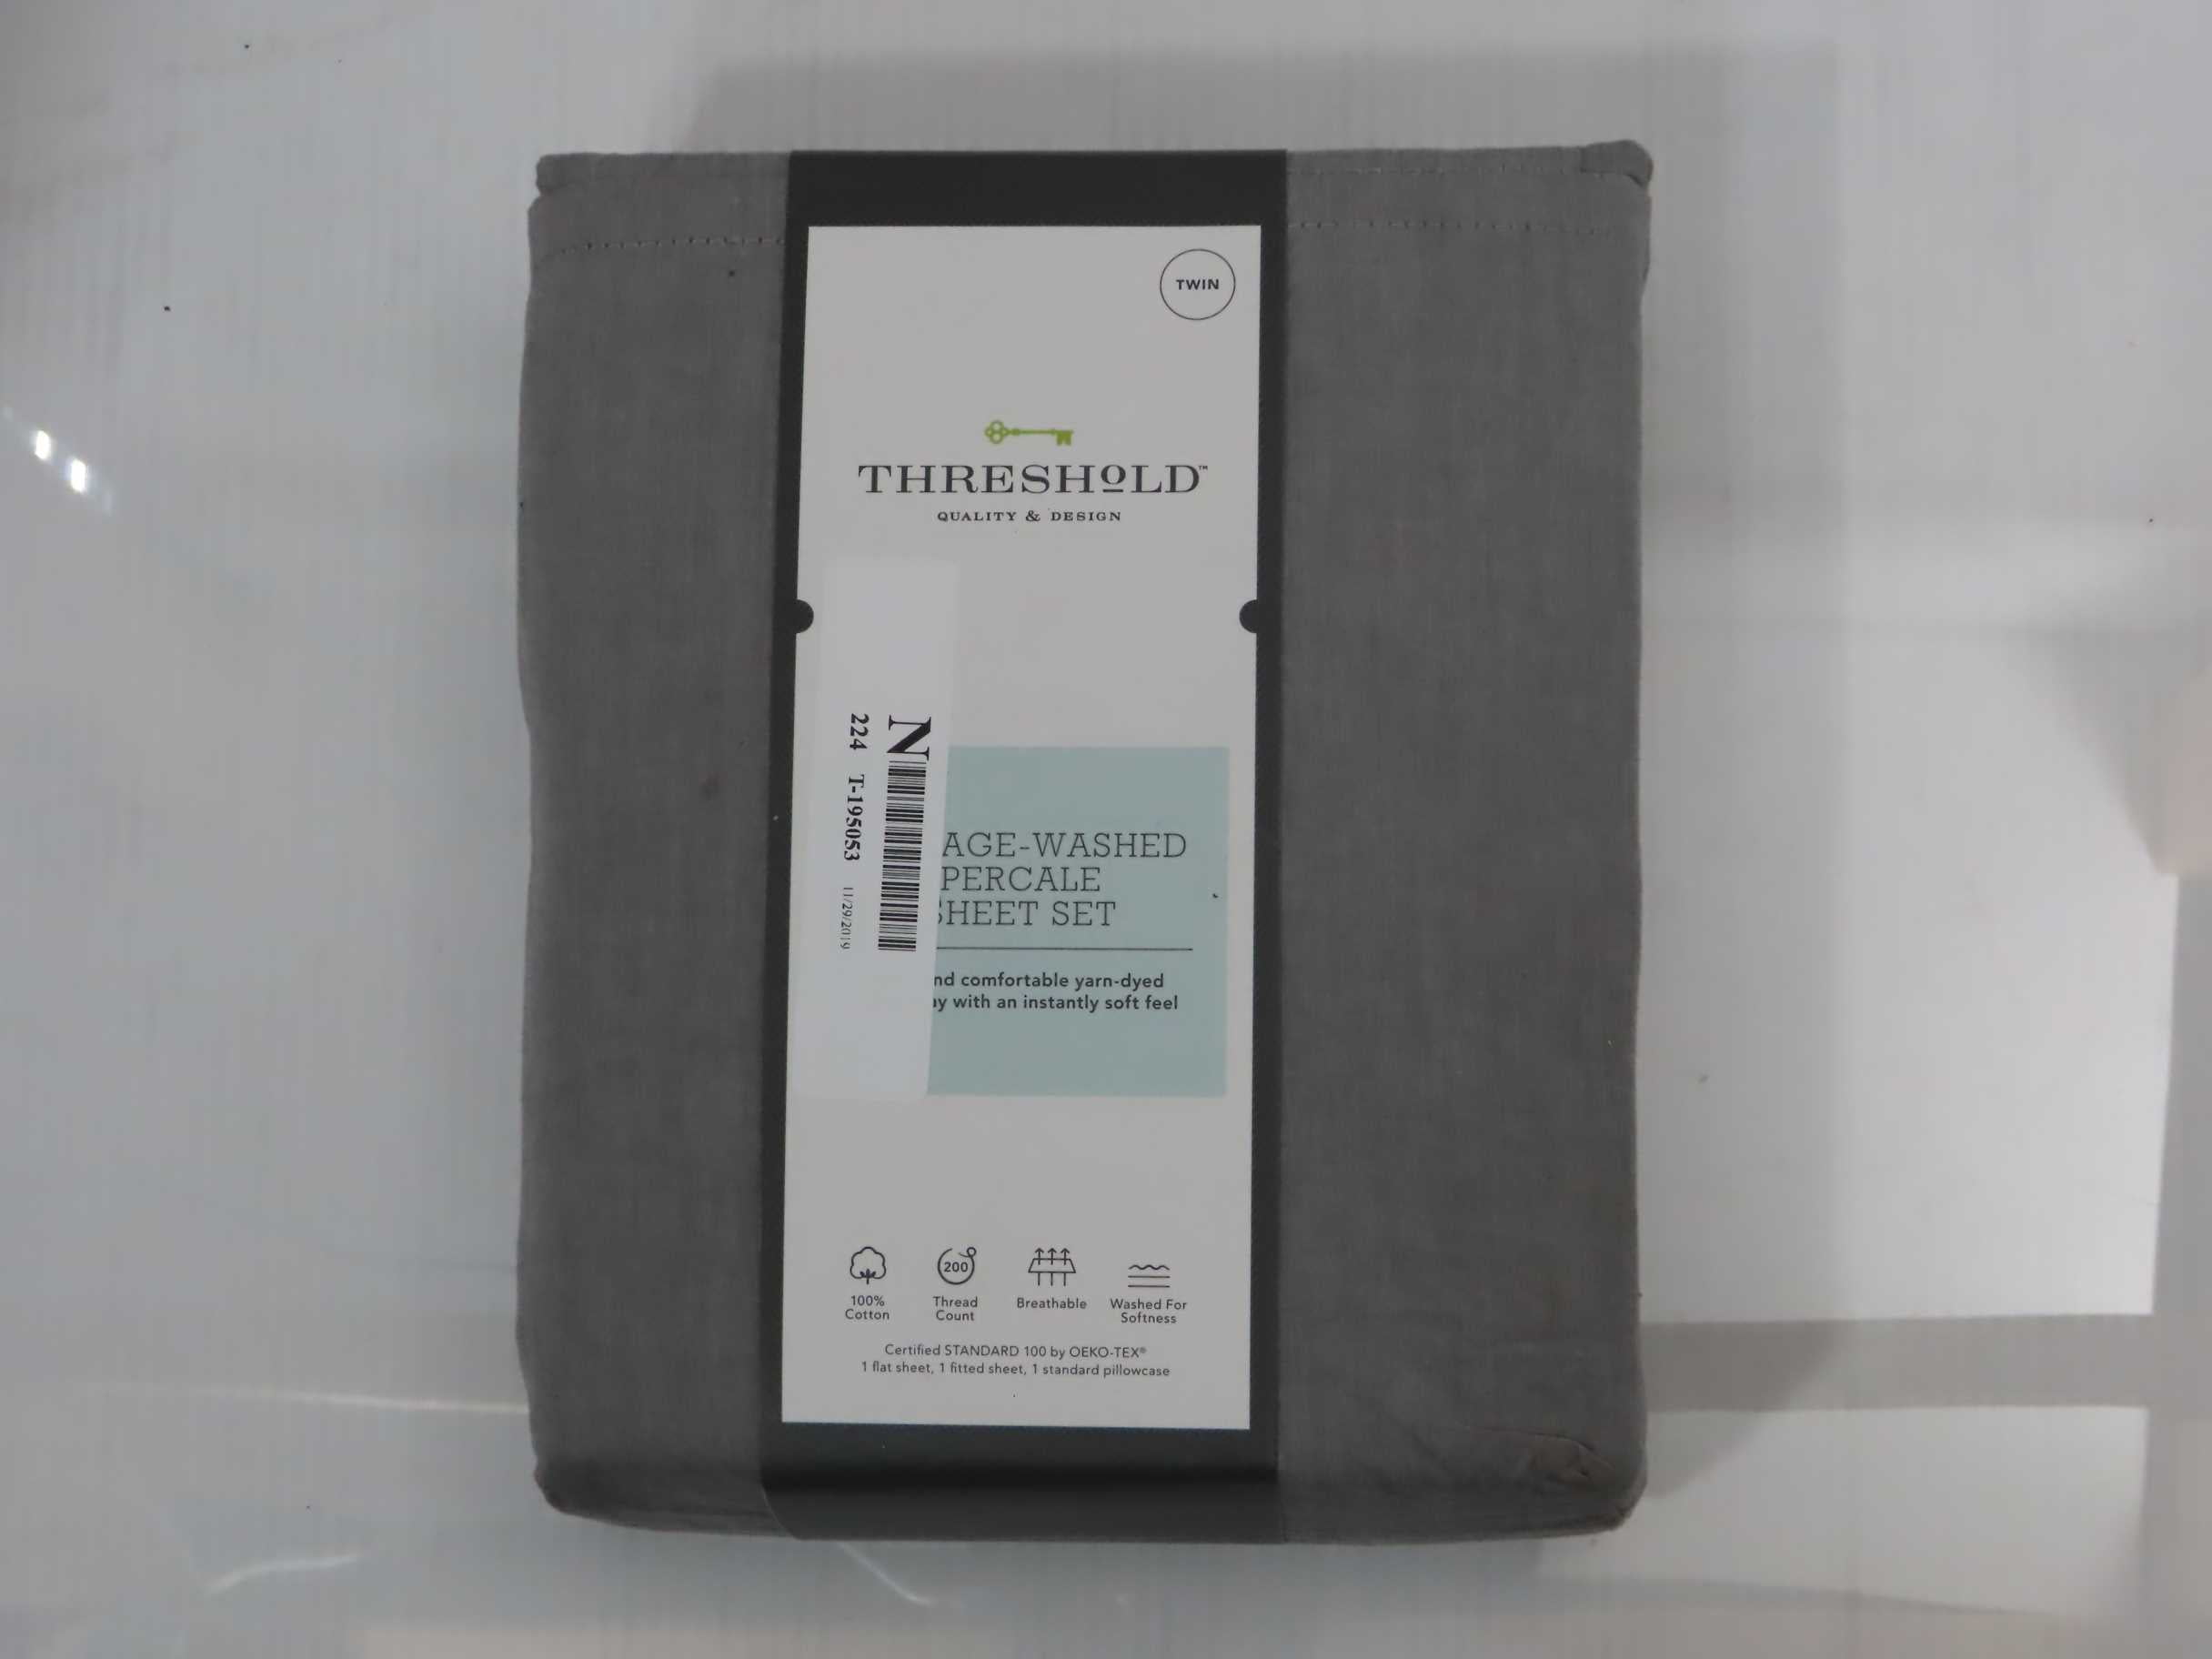 TWIN
THRESHOLD™
QUALITY & DESIGN
N
224 T-195053 11/29/2019
AGE-WASHED
PERCALE
SHEET SET
nd comfortable yarn-dyed
ay with an instantly soft feel
200
100%
Cotton
Thread
Count
Breathable
Washed For
Softness
Certified STANDARD 100 by OEKO-TEX®
1 flat sheet, 1 fitted sheet, 1 standard pillowcase